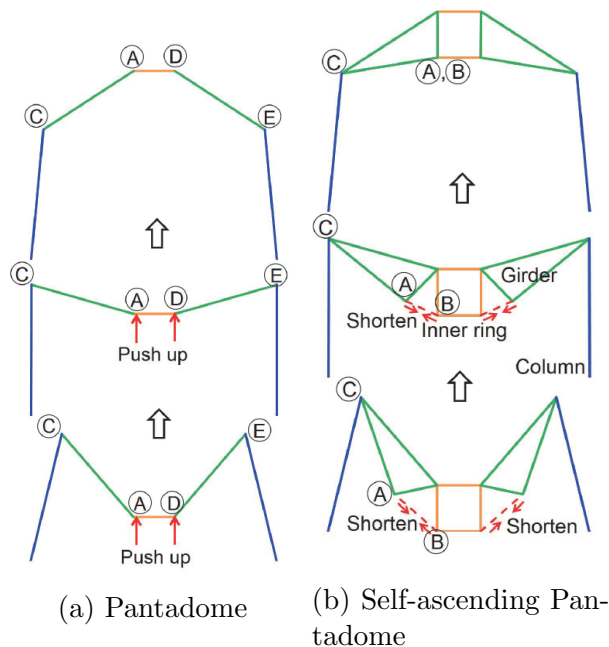 A D
C
E
C
E
A D
Push up
C
E
A D
Push up
(a) Pantadome
C
A , B
C
A
Girder
B
Shorten
Inner ring
Column
C
A
Shorten
Shorten
B
(b) Self-ascending Pan-
tadome